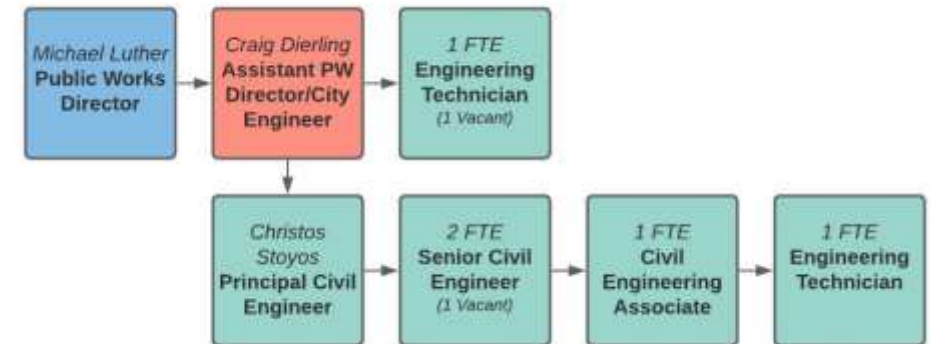 Michael Luther
Public Works
Director
Craig Dierling
Assistant PW
Director/City
Engineer
1 FTE
Engineering
Technician
(1 Vacant)
Christos
Stoyos
Principal Civil
Engineer
2 FTE
Senior Civil
Engineer
(1 Vacant)
1 FTE
Civil
Engineering
Associate
1 FTE
Engineering
Technician